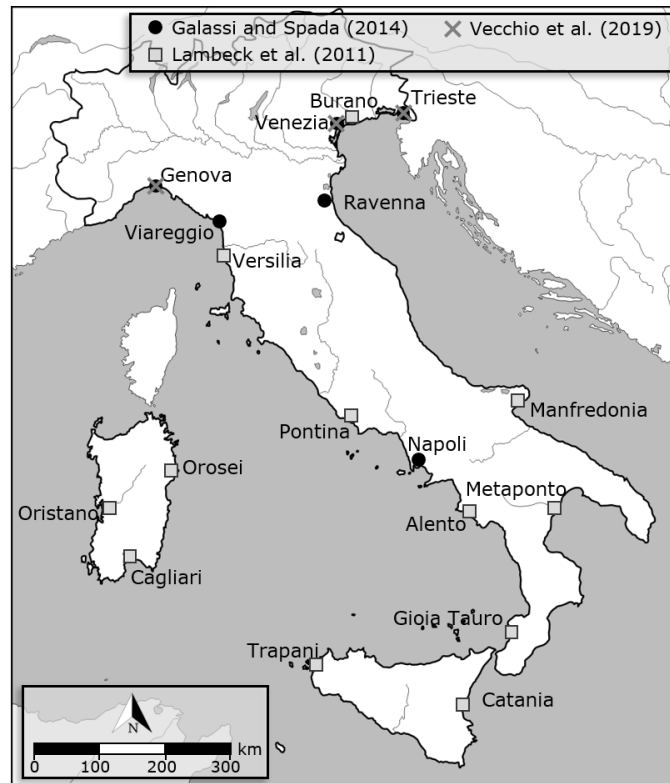 Galassi and Spada (2014) Vecchio et al. (2019)
Lambeck et al. (2011)
Burano
Trieste
Venezia
Genova
Ravenna
Viareggio
Versilia
Manfredonia
Pontina
Napoli
Orosei
Metaponto
Oristano
Alento
Cagliari
Gioia Tauro
Trapani
Catania
N
km
0 100 200 300